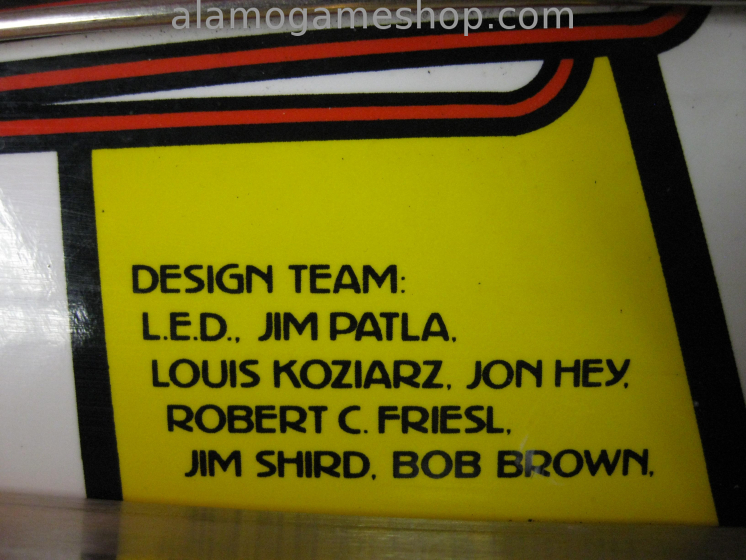 alamogameshop.com
DESIGN TEAM:
L.E.D., JIM PATLA,
LOUIS KOZIARZ, JON HEY,
ROBERT C. FRIESL,
JIM SHIRD, BOB BROWN,